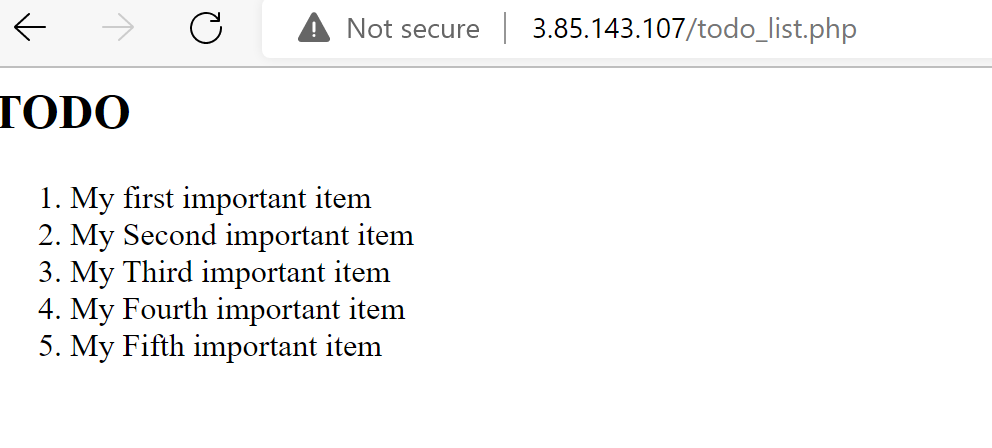 Not secure | 3.85.143.107/todo_list.php
TODO
1. My first important item
2. My Second important item
3. My Third important item
4. My Fourth important item
5. My Fifth important item